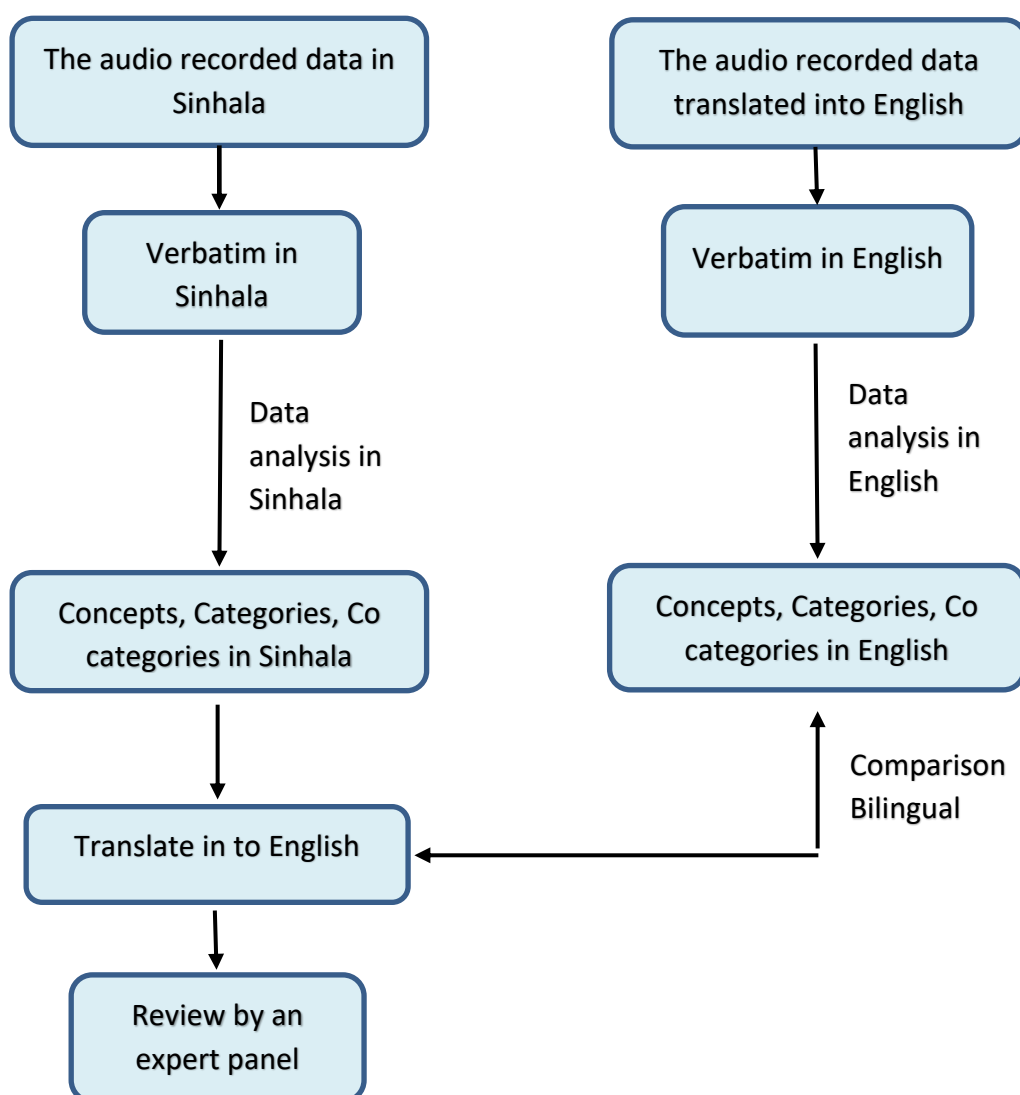 The audio recorded data in
Sinhala
The audio recorded data
translated into English
Verbatim in
Sinhala
Verbatim in English
Data
analysis in
Sinhala
Data
analysis in
English
Concepts, Categories, Co
categories in Sinhala
Concepts, Categories, Co
categories in English
Comparison
Bilingual
Translate in to English
Review by an
expert panel